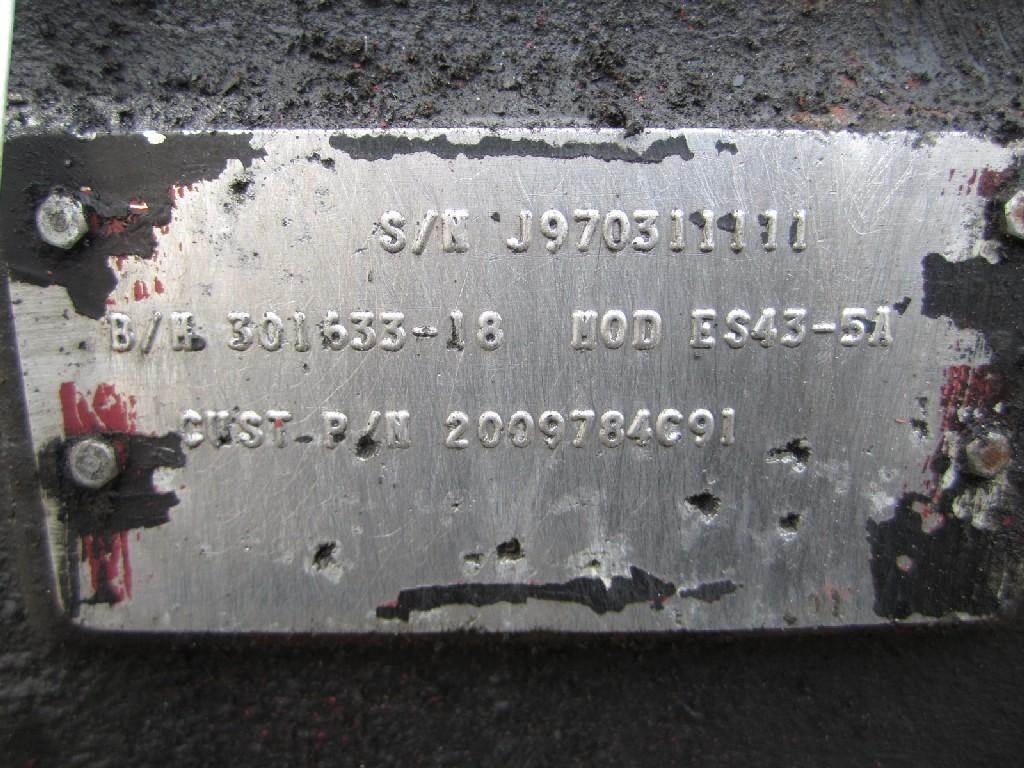 S/N J970311111
B/M 301633-18 MOD ES43-5A
CUST P/N 2009784C91